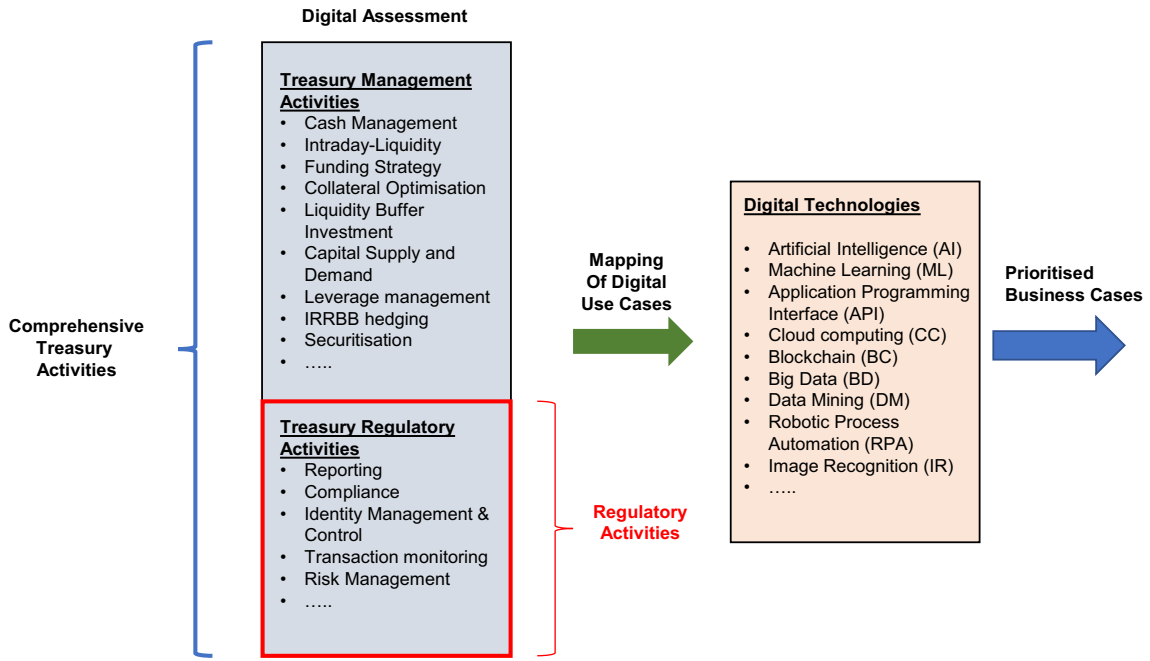 Digital Assessment
Comprehensive
Treasury
Activities
Treasury Management
Activities
• Cash Management
• Intraday-Liquidity
• Funding Strategy
• Collateral Optimisation
• Liquidity Buffer
Investment
• Capital Supply and
Demand
• Leverage management
• IRRBB hedging
• Securitisation
• …..
Treasury Regulatory
Activities
• Reporting
• Compliance
• Identity Management &
Control
• Transaction monitoring
• Risk Management
• …..
Regulatory
Activities
Mapping
Of Digital
Use Cases
Digital Technologies
• Artificial Intelligence (AI)
• Machine Learning (ML)
• Application Programming
Interface (API)
• Cloud computing (CC)
• Blockchain (BC)
• Big Data (BD)
• Data Mining (DM)
• Robotic Process
Automation (RPA)
• Image Recognition (IR)
• …..
Prioritised
Business Cases